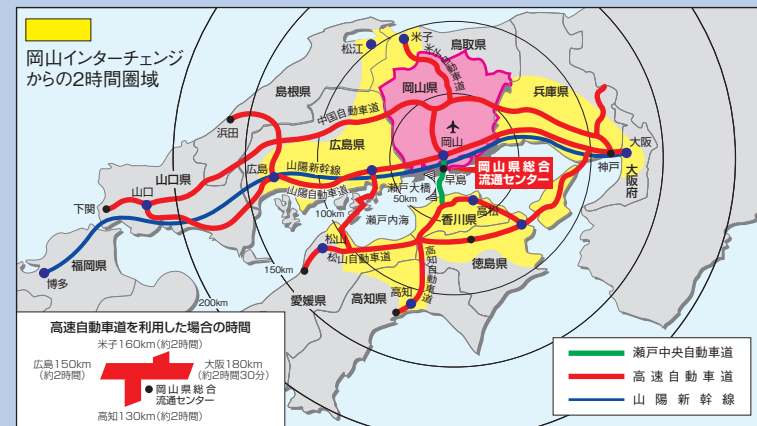 岡山インターチェンジ
からの2時間圏域
米子
松江
鳥取県
米子自動車道
岡山県
島根県
兵庫県
中国自動車道
浜田
広島県
岡山
大阪
神戸
大阪府
山陽新幹線
広島
早島
岡山県総合
流通センター
山口県
山口
山陽自動車道
瀬戸大橋
50km
下関
100km
瀬戸内海
香川県
高松
福岡県
松山
松山自動車道
徳島県
博多
150km
高知自動車道
愛媛県
高知県
高知
200km
高速自動車道を利用した場合の時間
米子160km(約2時間)
広島150km
(約2時間)
大阪180km
(約2時間30分)
岡山県総合
流通センター
高知130km(約2時間)
瀬戸中央自動車道
高速自動車道
山陽新幹線